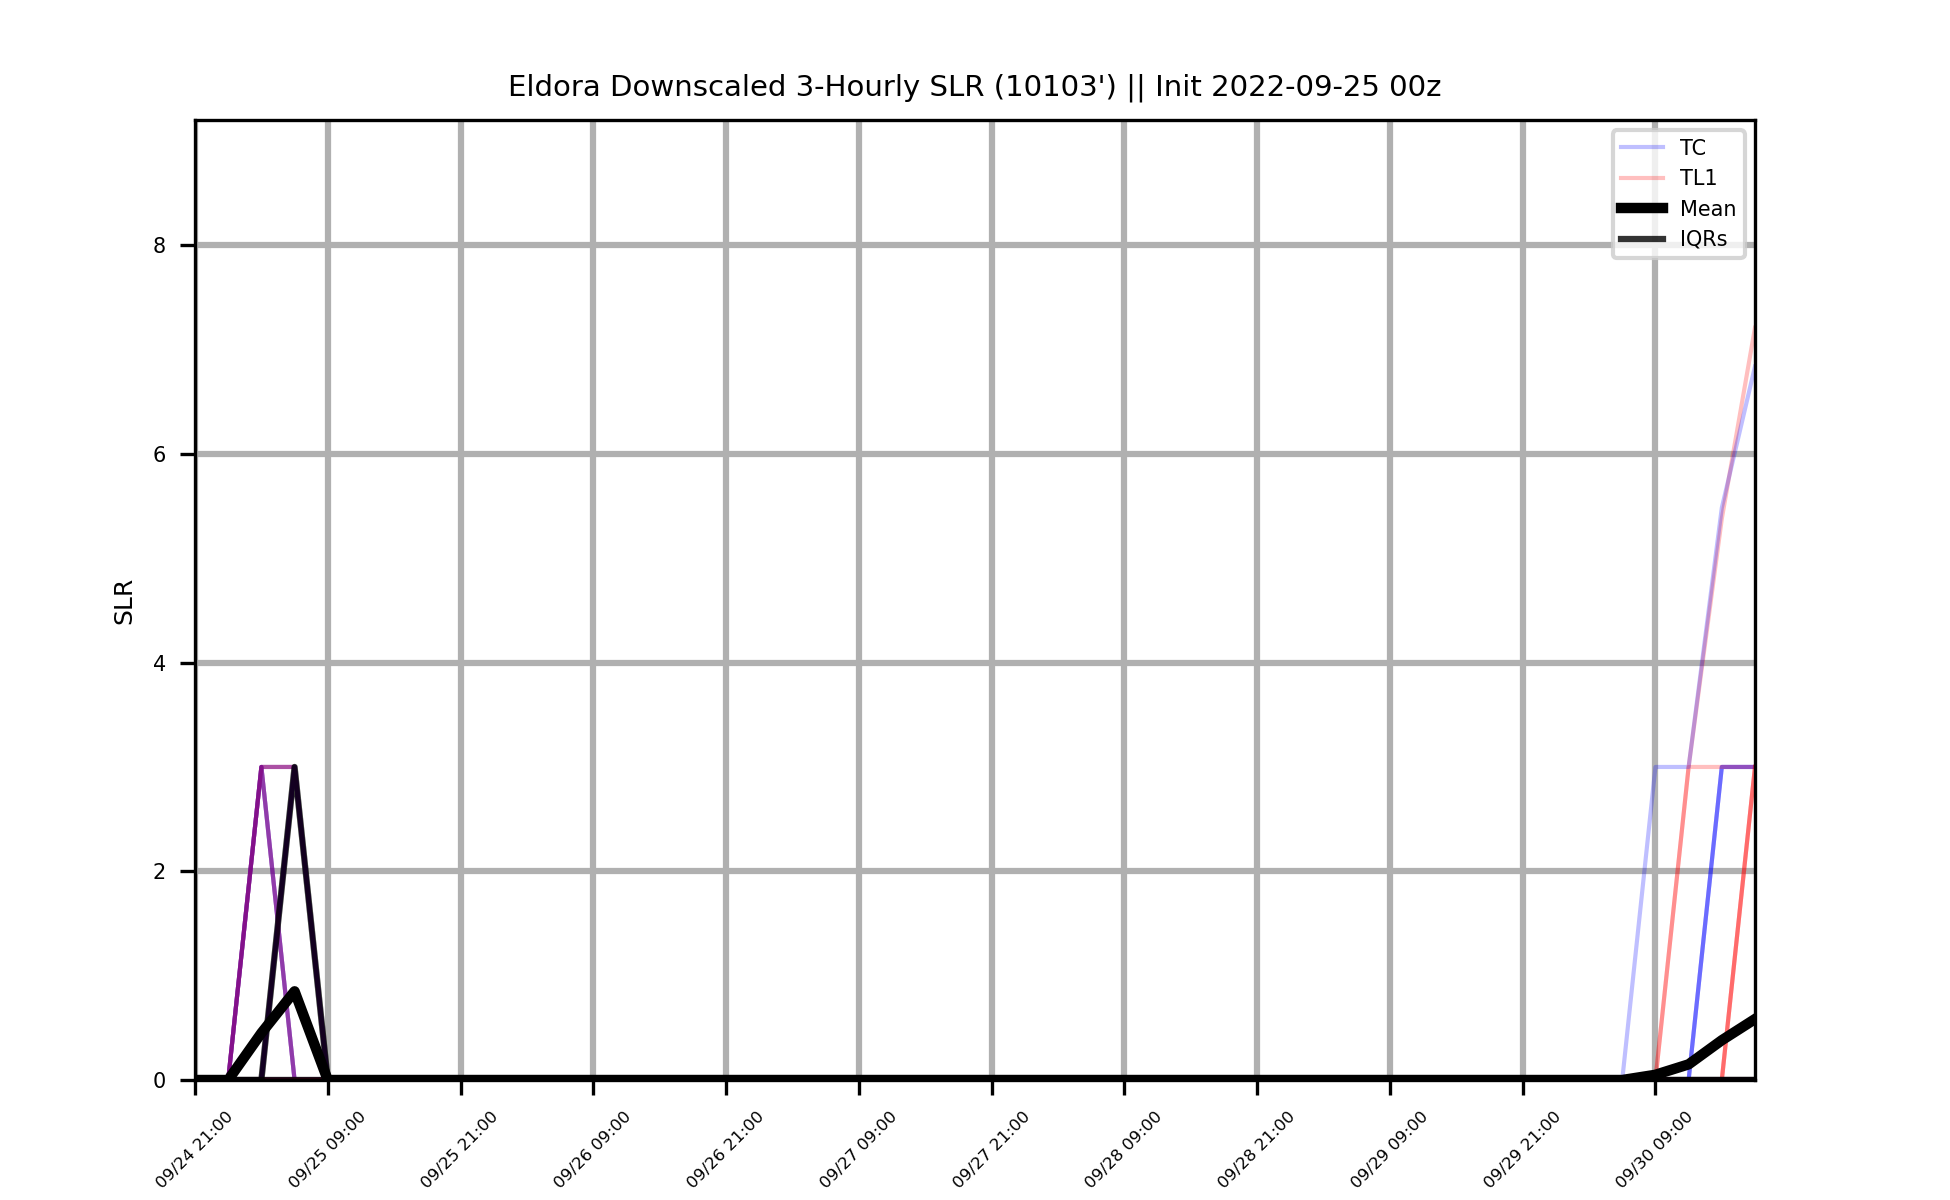 Eldora Downscaled 3-Hourly SLR (10103') || Init 2022-09-25 00z
TC
TL1
Mean
IQRs
8
6
4
2
0
SLR
09/24 21:00
09/25 09:00
09/25 21:00
09/26 09:00
09/26 21:00
09/27 09:00
09/27 21:00
09/28 09:00
09/28 21:00
09/29 09:00
09/29 21:00
09/30 09:00